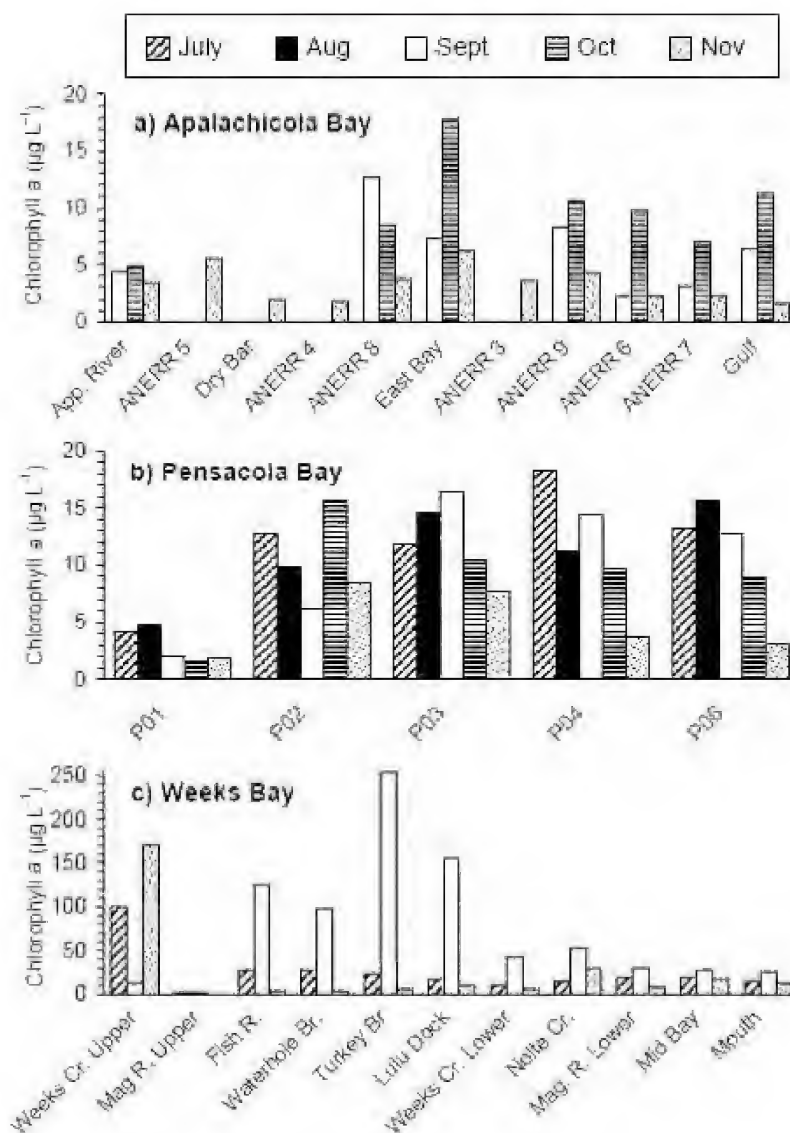 July Aug Sept Oct Nov
a) Apalachicola Bay
Chlorophyll a (µg L⁻¹)
20
15
10
5
0
App. River
ANERR 5
Dry Bar
ANERR 4
ANERR 8
East Bay
ANERR 3
ANERR 9
ANERR 6
ANERR 7
Gulf
b) Pensacola Bay
Chlorophyll a (µg L⁻¹)
20
15
10
5
0
P01
P02
P03
P04
c) Weeks Bay
Chlorophyll a (µg L⁻¹)
250
200
150
100
50
0
Weeks Cr. Upper
Mag R. Upper
Fish R.
Waterhole Br.
Turkey Br
Lulu Dock
Weeks Cr. Lower
Nolte Cr.
Mag. R. Lower
Mid Bay
Mouth